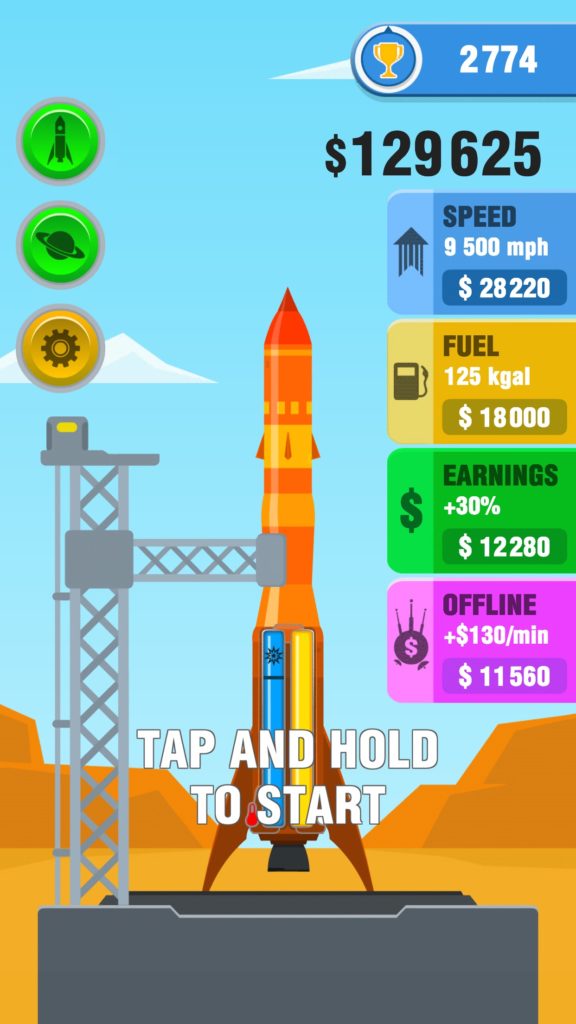 2774
$129625
SPEED
9 500 mph
$ 28220
FUEL
125 kgal
$ 18000
EARNINGS
$
+30%
$ 12280
OFFLINE
$
+$130/min
$ 11560
TAP AND HOLD
TO START